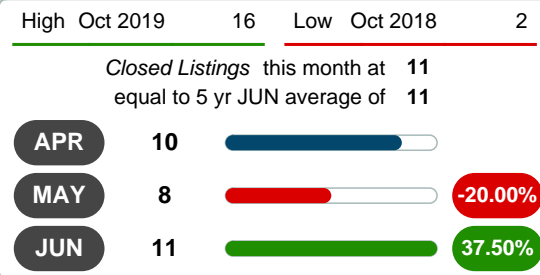 High Oct 2019 16 Low Oct 2018 2
Closed Listings this month at 11
equal to 5 yr JUN average of 11
APR 10
MAY 8 -20.00%
JUN 11 37.50%